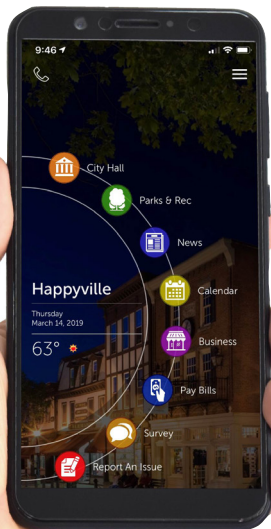 9:46
City Hall
Parks & Rec
News
Happyville
Calendar
Thursday
March 14, 2019
Business
63°
Pay Bills
Survey
Report An Issue